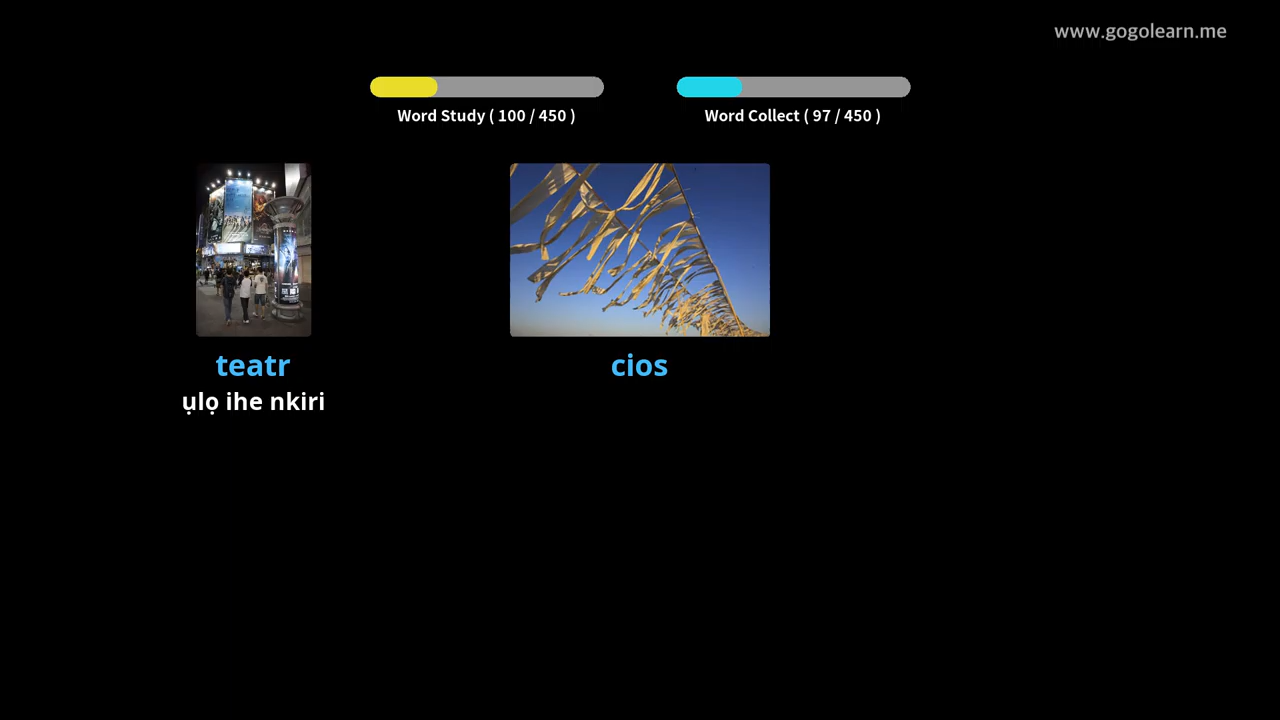 www.gogolearn.me
Word Study ( 100 / 450 )
Word Collect ( 97 / 450 )
teatr
cios
ụlọ ihe nkiri